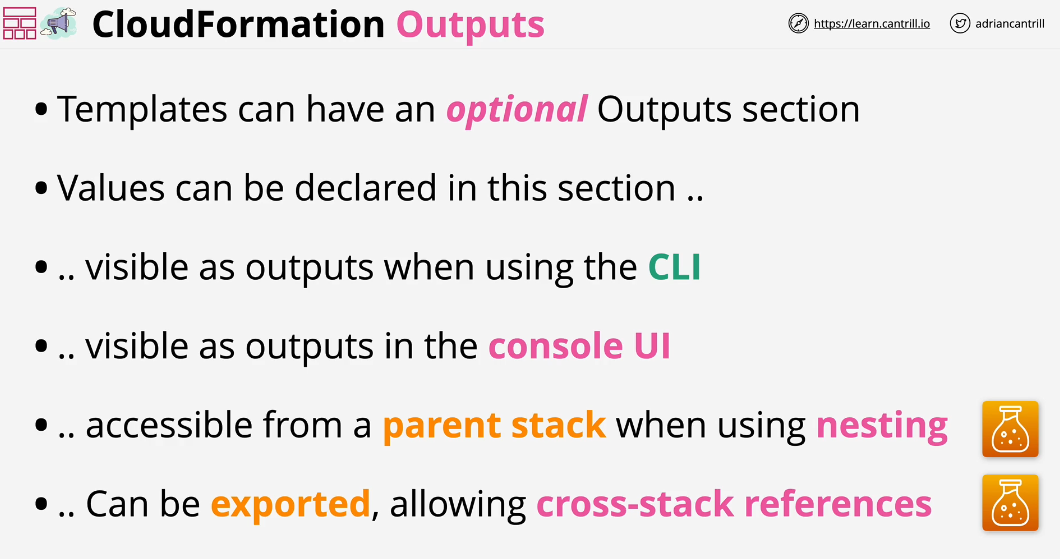 CloudFormation Outputs
https://learn.cantrill.io
adriancantrill
• Templates can have an optional Outputs section
• Values can be declared in this section ..
• .. visible as outputs when using the CLI
• .. visible as outputs in the console UI
• .. accessible from a parent stack when using nesting
• .. Can be exported, allowing cross-stack references